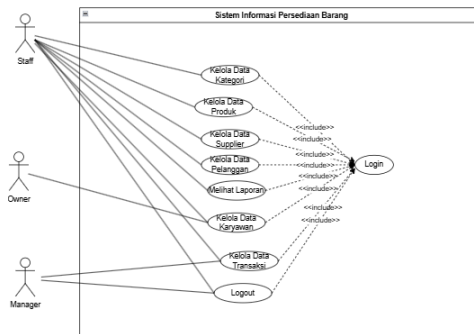 Sistem Informasi Persediaan Barang
Staff
Kelola Data
Kategori
Kelola Data
Produk
<<include>>
Kelola Data
Supplier
<<include>>
Kelola Data
Pelanggan
<<include>>
<<include>>
Login
Melihat Laporan
<<include>>
<<include>>
Owner
Kelola Data
Karyawan
<<include>>
<<include>>
Kelola Data
Transaksi
Manager
Logout